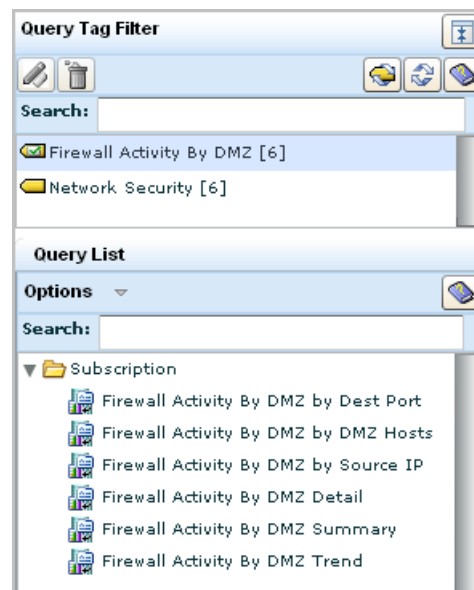 Query Tag Filter
Search:
Firewall Activity By DMZ [6]
Network Security [6]
Query List
Options
Search:
Subscription
Firewall Activity By DMZ by Dest Port
Firewall Activity By DMZ by DMZ Hosts
Firewall Activity By DMZ by Source IP
Firewall Activity By DMZ Detail
Firewall Activity By DMZ Summary
Firewall Activity By DMZ Trend